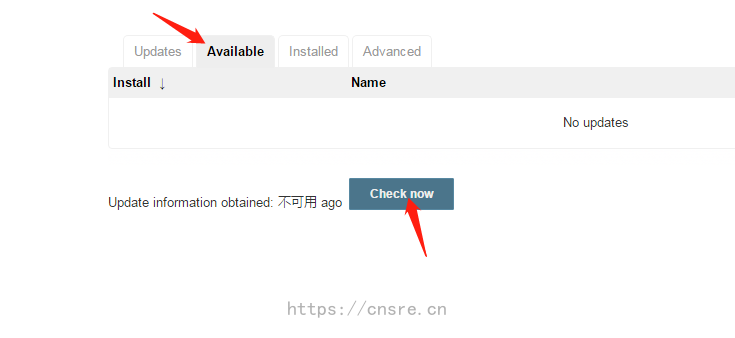 Updates Available Installed Advanced
Install ↓ Name
No updates
Update information obtained: 不可用 ago Check now
https://cnsre.cn